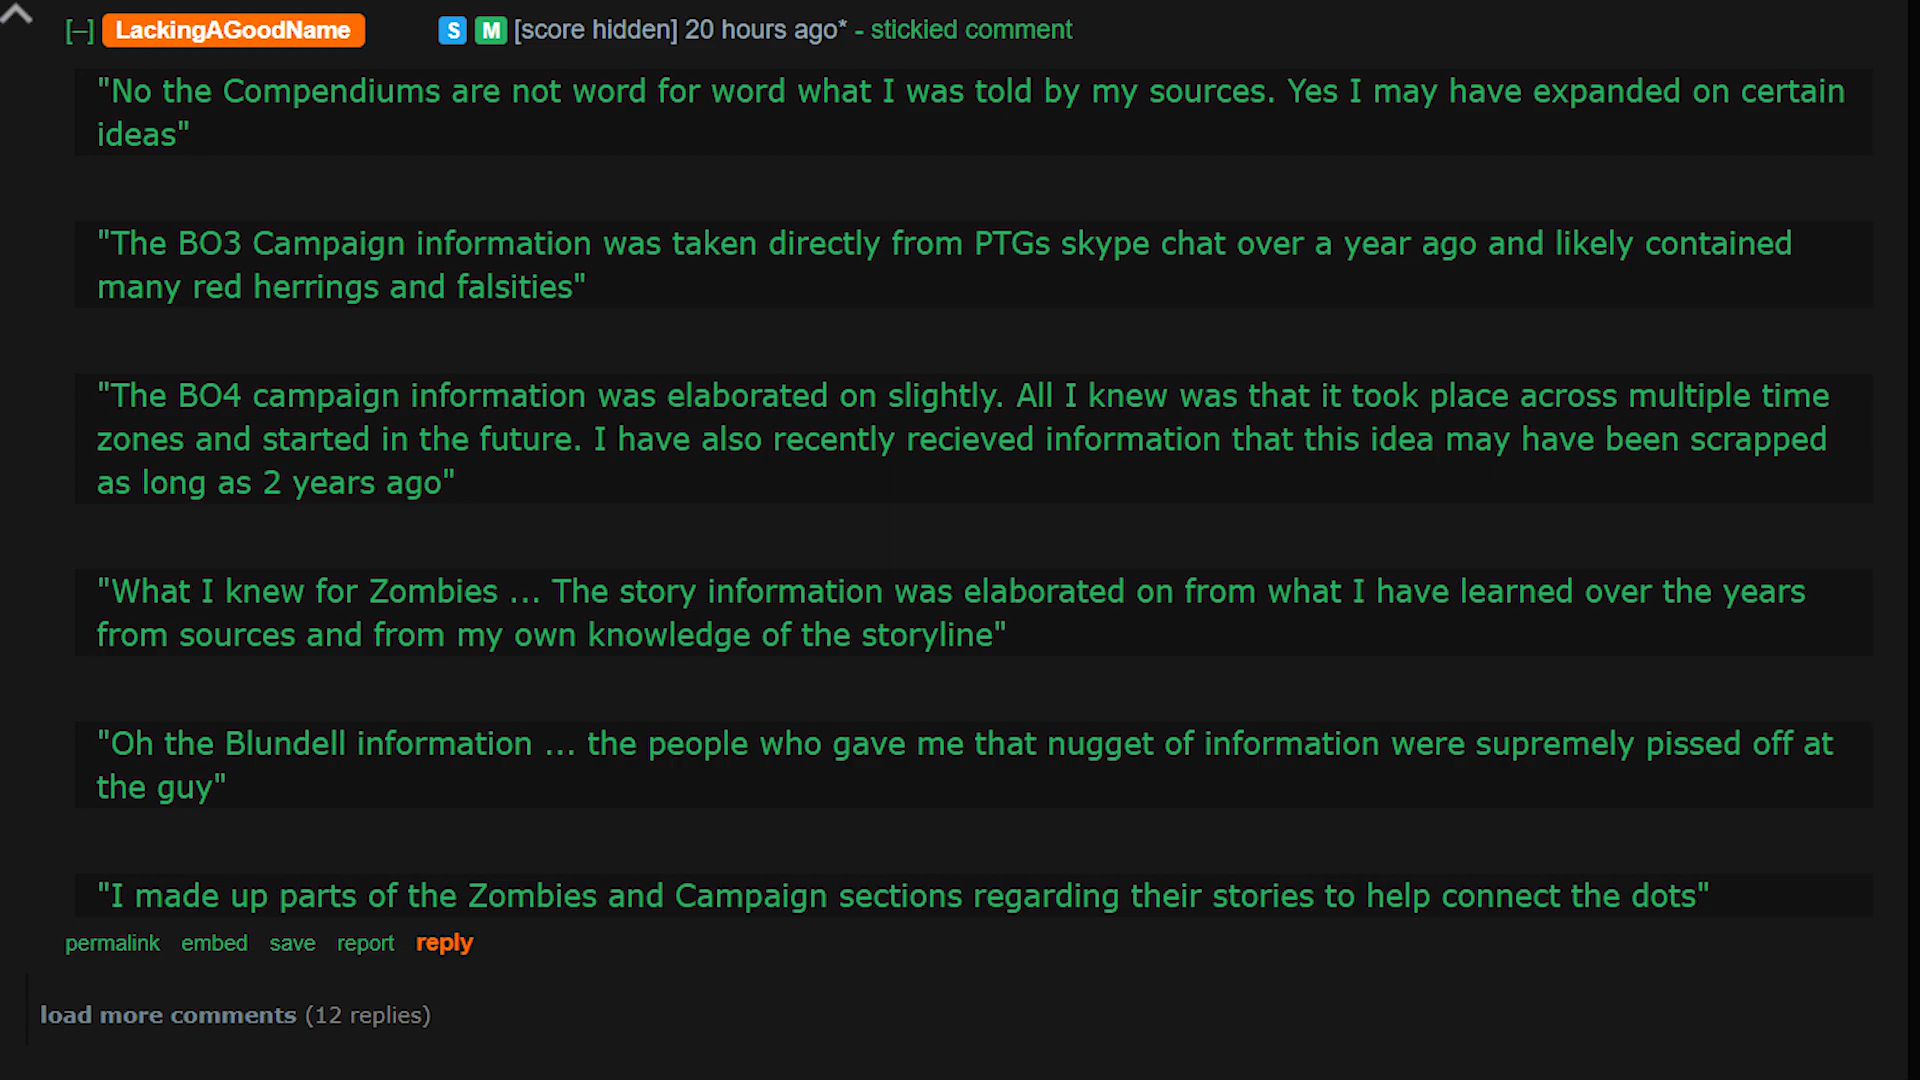 [–] LackingAGoodName S M [score hidden] 20 hours ago* - stickied comment
"No the Compendiums are not word for word what I was told by my sources. Yes I may have expanded on certain
ideas"
"The BO3 Campaign information was taken directly from PTGs skype chat over a year ago and likely contained
many red herrings and falsities"
"The BO4 campaign information was elaborated on slightly. All I knew was that it took place across multiple time
zones and started in the future. I have also recently recieved information that this idea may have been scrapped
as long as 2 years ago"
"What I knew for Zombies ... The story information was elaborated on from what I have learned over the years
from sources and from my own knowledge of the storyline"
"Oh the Blundell information ... the people who gave me that nugget of information were supremely pissed off at
the guy"
"I made up parts of the Zombies and Campaign sections regarding their stories to help connect the dots"
permalink embed save report reply
load more comments (12 replies)